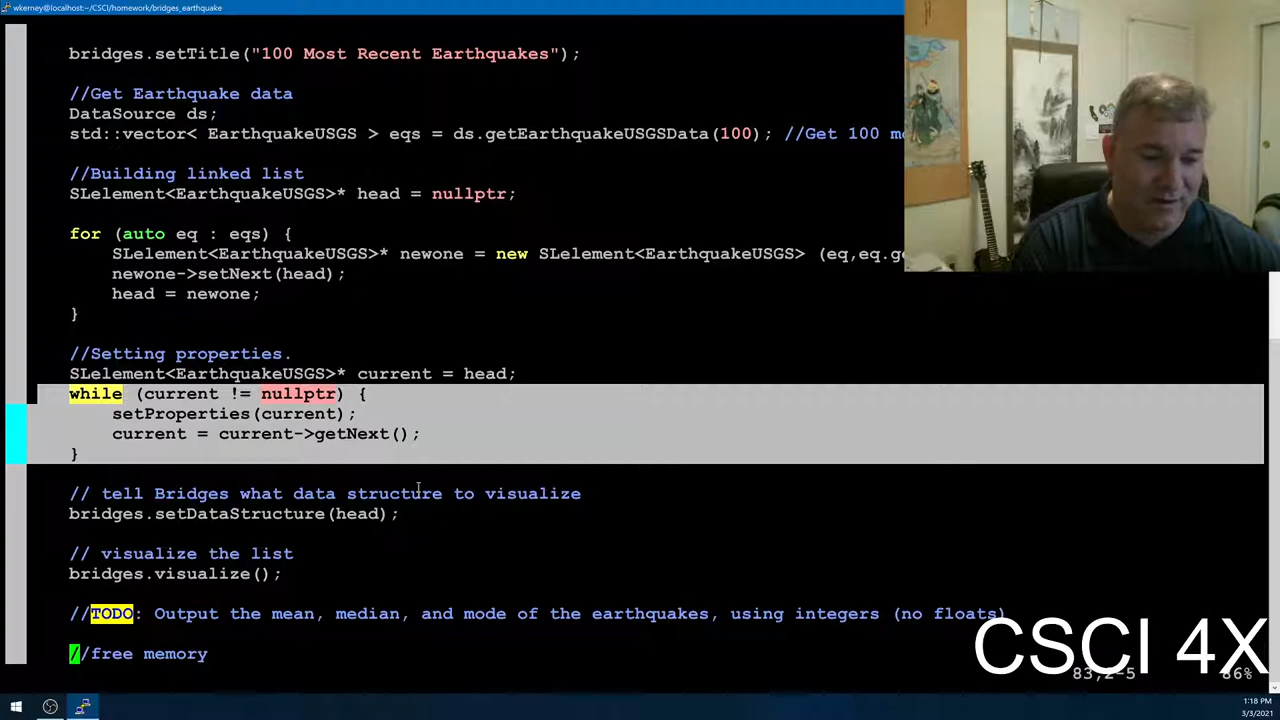 wkerney@localhost:~/CSCI/homework/bridges_earthquake
bridges.setTitle("100 Most Recent Earthquakes");
//Get Earthquake data
DataSource ds;
std::vector< EarthquakeUSGS > eqs = ds.getEarthquakeUSGSData(100); //Get 100 m
//Building linked list
SLelement<EarthquakeUSGS>* head = nullptr;
for (auto eq : eqs) {
SLelement<EarthquakeUSGS>* newone = new SLelement<EarthquakeUSGS> (eq,eq.g
newone->setNext(head);
head = newone;
}
//Setting properties.
SLelement<EarthquakeUSGS>* current = head;
while (current != nullptr) {
setProperties(current);
current = current->getNext();
}
// tell Bridges what data structure to visualize
bridges.setDataStructure(head);
// visualize the list
bridges.visualize();
//TODO: Output the mean, median, and mode of the earthquakes, using integers (no floats)
//free memory
CSCI 4X
83,2-5 86%
1:18 PM
3/3/2021